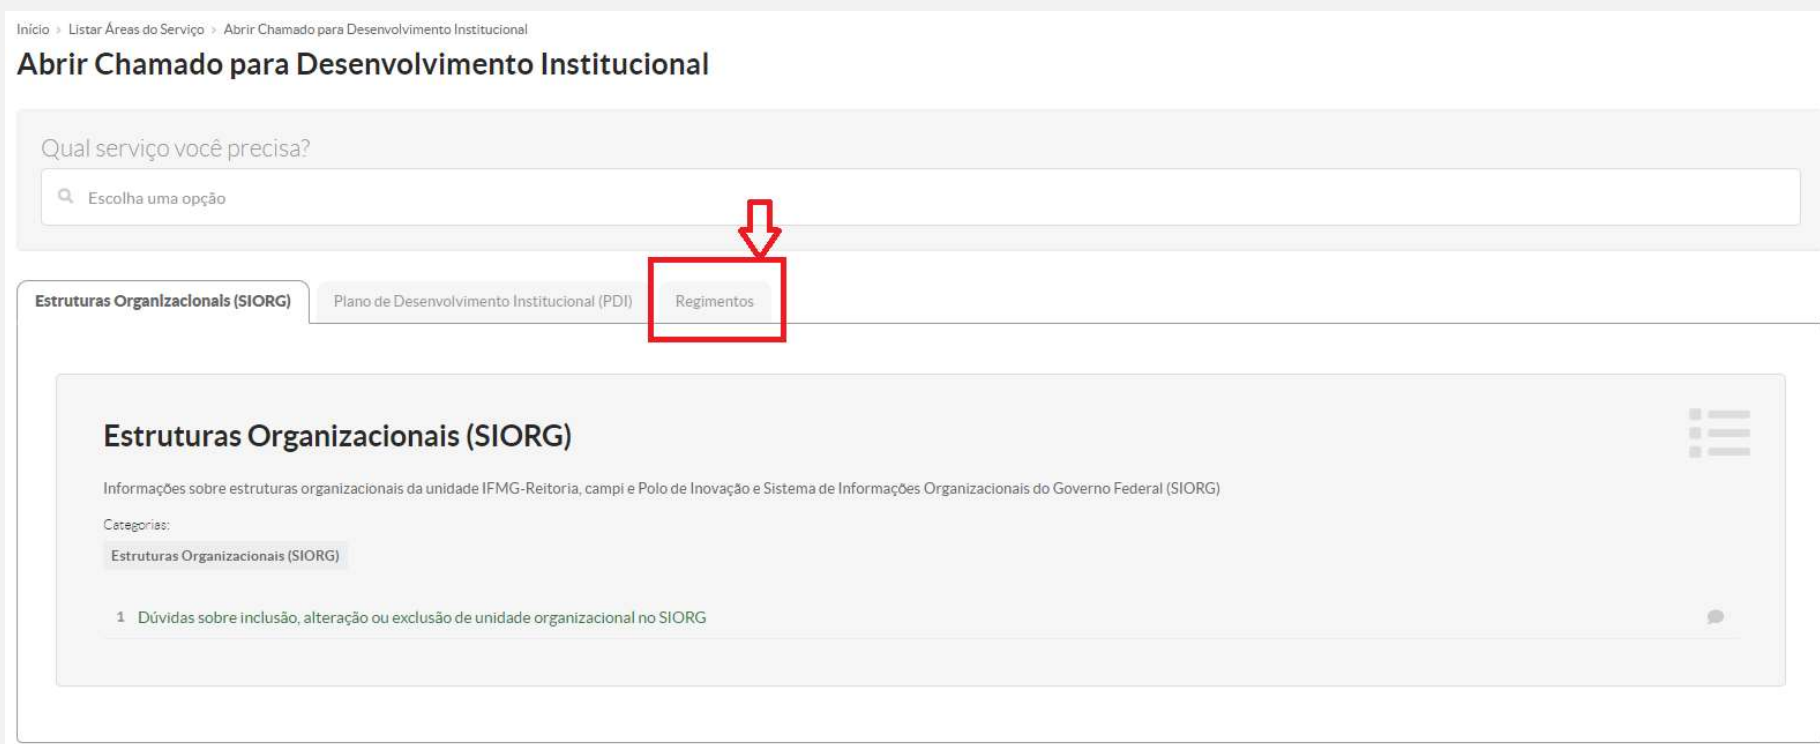 Início › Listar Áreas do Serviço › Abrir Chamado para Desenvolvimento Institucional
Abrir Chamado para Desenvolvimento Institucional
Qual serviço você precisa?
Escolha uma opção
Estruturas Organizacionais (SIORG) Plano de Desenvolvimento Institucional (PDI) Regimentos
Estruturas Organizacionais (SIORG)
Informações sobre estruturas organizacionais da unidade IFMG-Reitoria, campi e Polo de Inovação e Sistema de Informações Organizacionais do Governo Federal (SIORG)
Categorias:
Estruturas Organizacionais (SIORG)
1 Dúvidas sobre inclusão, alteração ou exclusão de unidade organizacional no SIORG